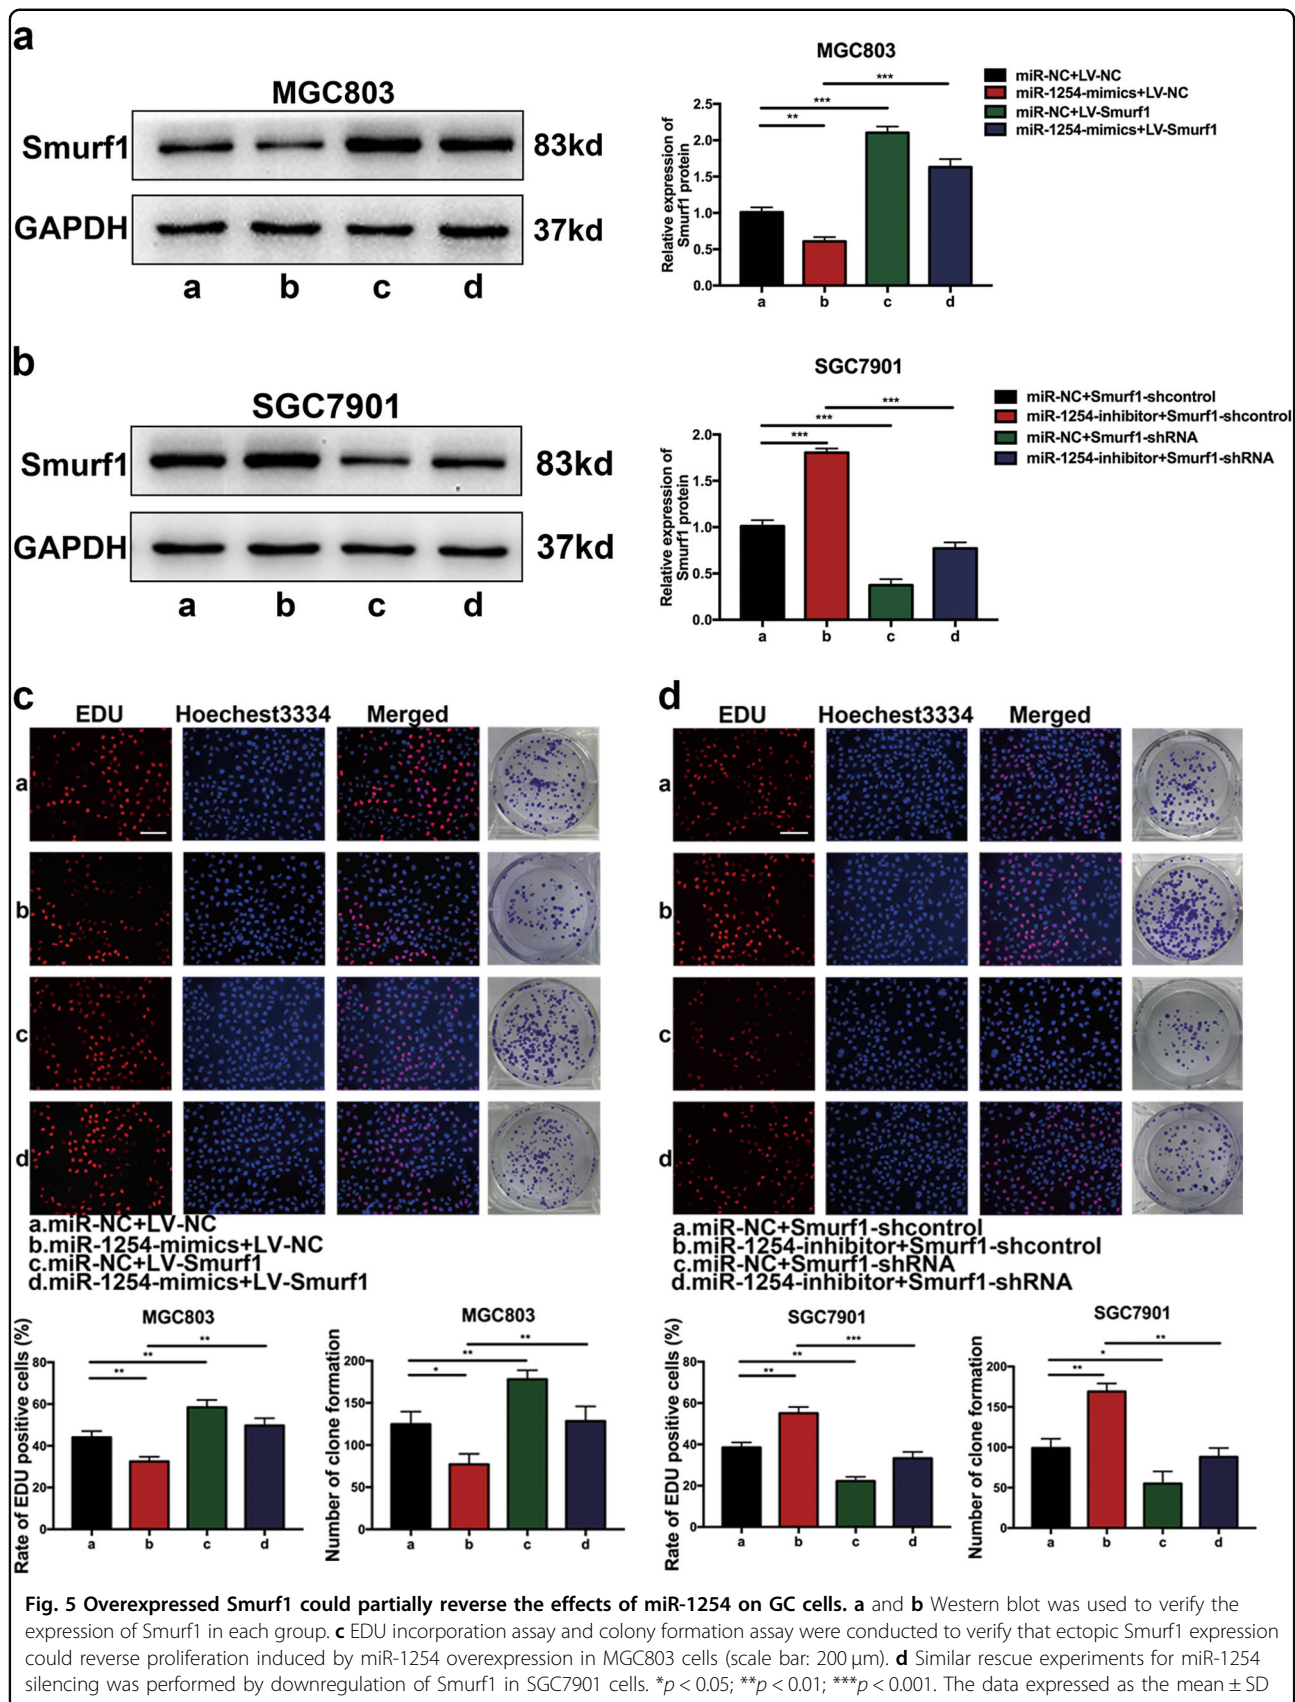 a
MGC803
Smurf1
83kd
GAPDH
37kd
a b c d
MGC803
miR-NC+LV-NC
miR-1254-mimics+LV-NC
miR-NC+LV-Smurf1
miR-1254-mimics+LV-Smurf1
Relative expression of
Smurf1 protein
2.5
2.0
1.5
1.0
0.5
0.0
***
***
**
a b c d
b
SGC7901
Smurf1
83kd
GAPDH
37kd
a b c d
SGC7901
miR-NC+Smurf1-shcontrol
miR-1254-inhibitor+Smurf1-shcontrol
miR-NC+Smurf1-shRNA
miR-1254-inhibitor+Smurf1-shRNA
Relative expression of
Smurf1 protein
2.0
1.5
1.0
0.5
0.0
***
***
***
a b c d
c
EDU Hoechest3334 Merged
a
b
c
d
a.miR-NC+LV-NC
b.miR-1254-mimics+LV-NC
c.miR-NC+LV-Smurf1
d.miR-1254-mimics+LV-Smurf1
MGC803
Rate of EDU positive cells (%)
80
60
40
20
0
**
**
**
a b c d
MGC803
Number of clone formation
200
150
100
50
0
**
**
*
a b c d
d
EDU Hoechest3334 Merged
a
b
c
d
a.miR-NC+Smurf1-shcontrol
b.miR-1254-inhibitor+Smurf1-shcontrol
c.miR-NC+Smurf1-shRNA
d.miR-1254-inhibitor+Smurf1-shRNA
SGC7901
Rate of EDU positive cells (%)
80
60
40
20
0
***
**
**
a b c d
SGC7901
Number of clone formation
200
150
100
50
0
**
*
**
a b c d
Fig. 5 Overexpressed Smurf1 could partially reverse the effects of miR-1254 on GC cells. a and b Western blot was used to verify the
expression of Smurf1 in each group. c EDU incorporation assay and colony formation assay were conducted to verify that ectopic Smurf1 expression
could reverse proliferation induced by miR-1254 overexpression in MGC803 cells (scale bar: 200 μm). d Similar rescue experiments for miR-1254
silencing was performed by downregulation of Smurf1 in SGC7901 cells. *p < 0.05; **p < 0.01; ***p < 0.001. The data expressed as the mean ± SD